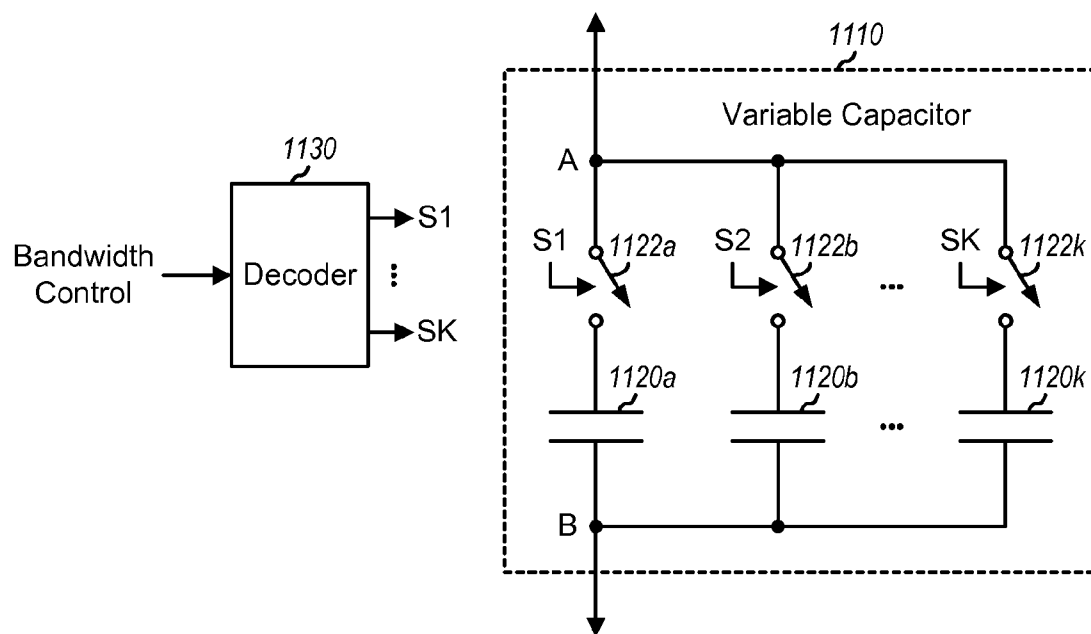 1110
Variable Capacitor
1130
A
S1
Bandwidth
Control
Decoder
...
SK
S1
1122a
S2
1122b
...
SK
1122k
1120a
1120b
...
1120k
B